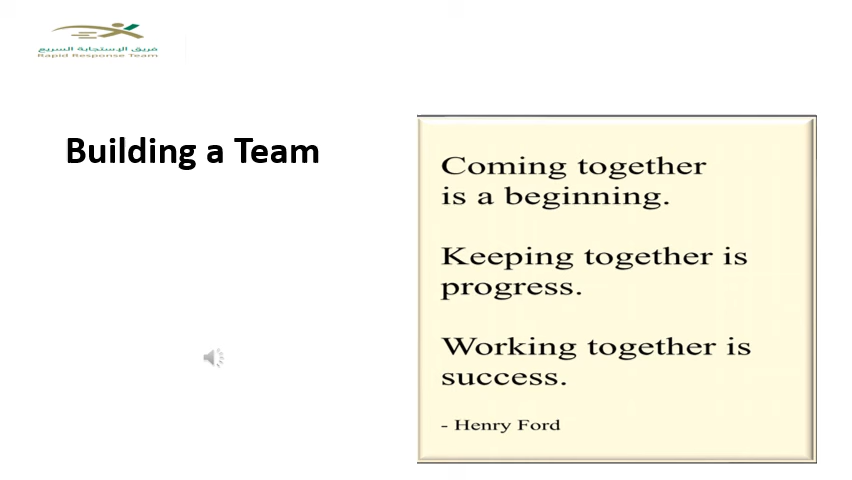 فريق الإستجابة السريع
Rapid Response Team
Building a Team
Coming together
is a beginning.
Keeping together is
progress.
Working together is
success.
- Henry Ford